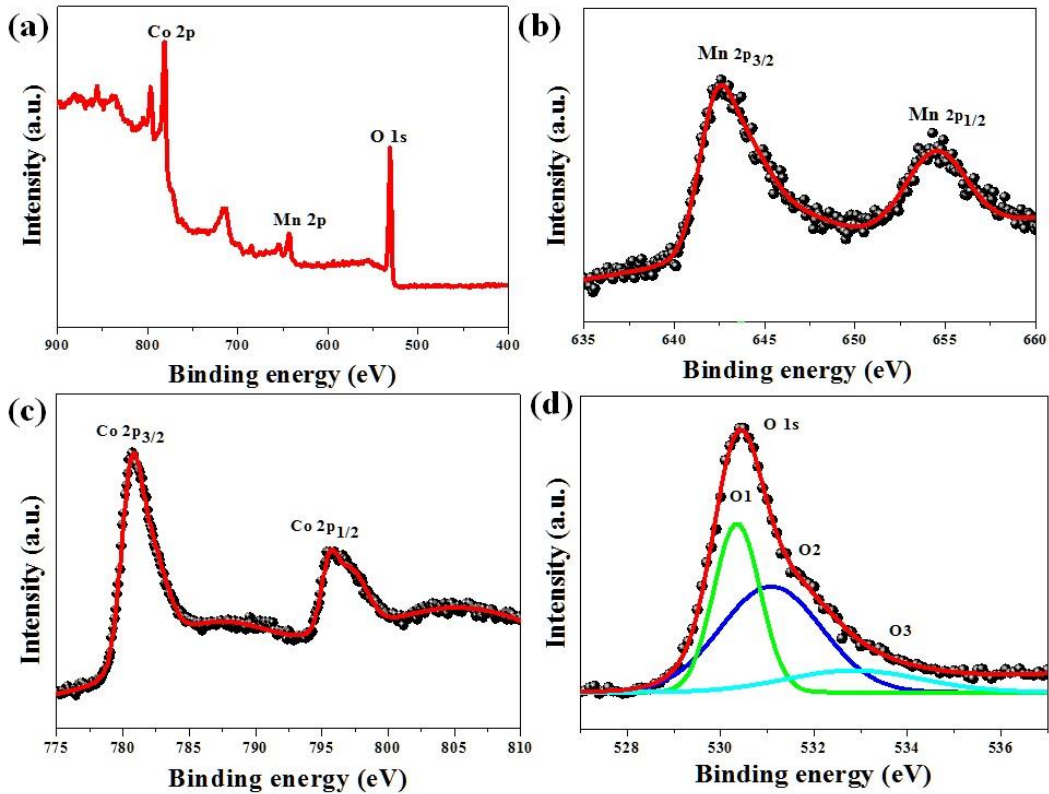 (a)
Co 2p
O 1s
Mn 2p
Intensity (a.u.)
900 800 700 600 500 400
Binding energy (eV)
(b)
Mn 2p3/2
Mn 2p1/2
Intensity (a.u.)
635 640 645 650 655 660
Binding energy (eV)
(c)
Co 2p3/2
Co 2p1/2
Intensity (a.u.)
775 780 785 790 795 800 805 810
Binding energy (eV)
(d)
O 1s
O1
O2
O3
Intensity (a.u.)
528 530 532 534 536
Binding energy (eV)